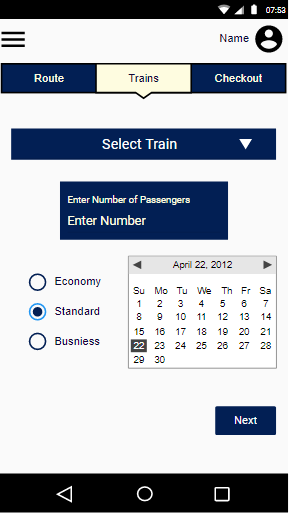 07:53
Name
Route Trains Checkout
Select Train
Enter Number of Passengers
Enter Number
Economy
Standard
Busniess
April 22, 2012
Su Mo Tu We Th Fr Sa
1 2 3 4 5 6 7
8 9 10 11 12 13 14
15 16 17 18 19 20 21
22 23 24 25 26 27 28
29 30
Next